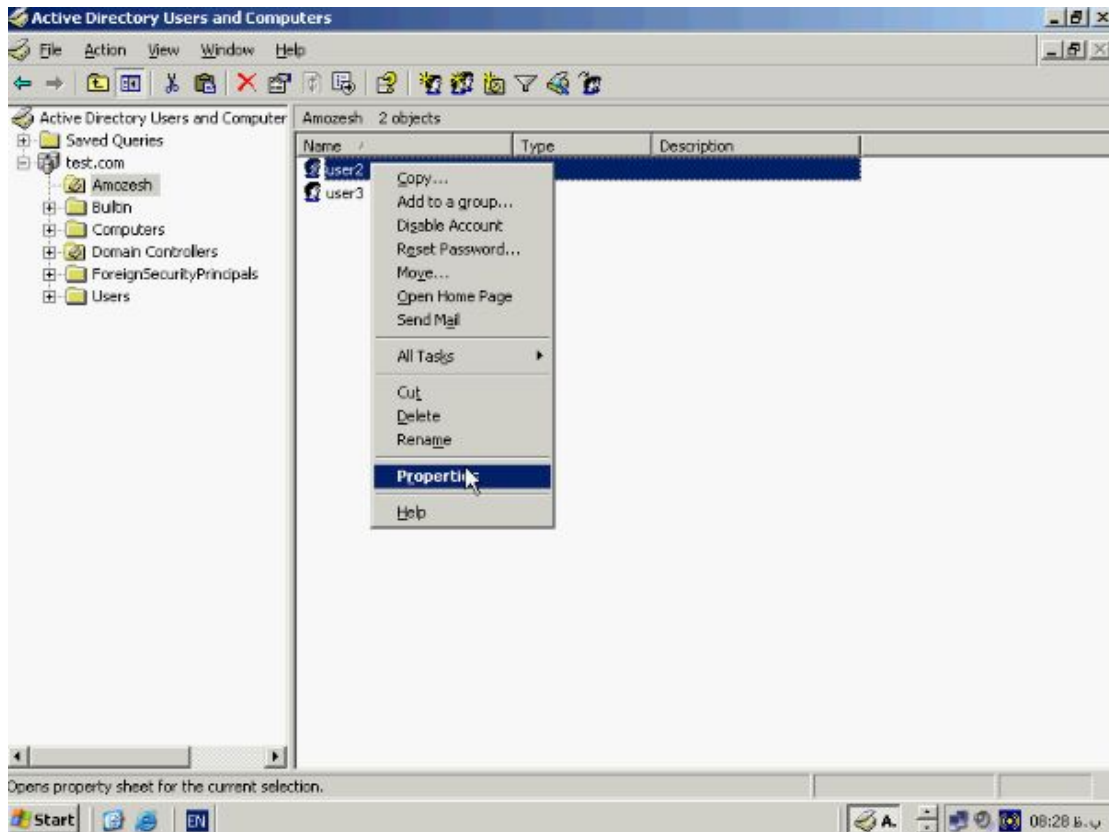 Active Directory Users and Computers
File Action View Window Help
Active Directory Users and Computer
Saved Queries
test.com
Amozesh
Builtin
Computers
Domain Controllers
ForeignSecurityPrincipals
Users
Amozesh 2 objects
Name Type Description
user2
user3
Copy...
Add to a group...
Disable Account
Reset Password...
Move...
Open Home Page
Send Mail
All Tasks
Cut
Delete
Rename
Properties
Help
Opens property sheet for the current selection.
Start EN A. 08:28 ب.ظ